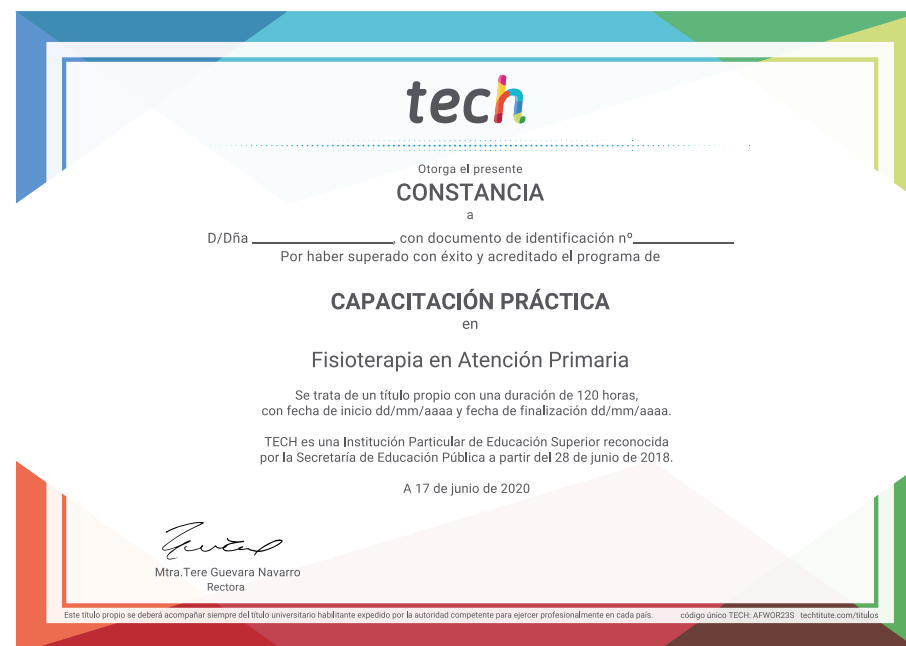 tech
Otorga el presente
CONSTANCIA
a
D/Dña ______________, con documento de identificación nº__________
Por haber superado con éxito y acreditado el programa de
CAPACITACIÓN PRÁCTICA
en
Fisioterapia en Atención Primaria
Se trata de un título propio con una duración de 120 horas,
con fecha de inicio dd/mm/aaaa y fecha de finalización dd/mm/aaaa.
TECH es una Institución Particular de Educación Superior reconocida
por la Secretaría de Educación Pública a partir del 28 de junio de 2018.
A 17 de junio de 2020
Mtra.Tere Guevara Navarro
Rectora
Este título propio se deberá acompañar siempre del título universitario habilitante expedido por la autoridad competente para ejercer profesionalmente en cada país. código único TECH: AFWOR23S techtitute.com/titulos